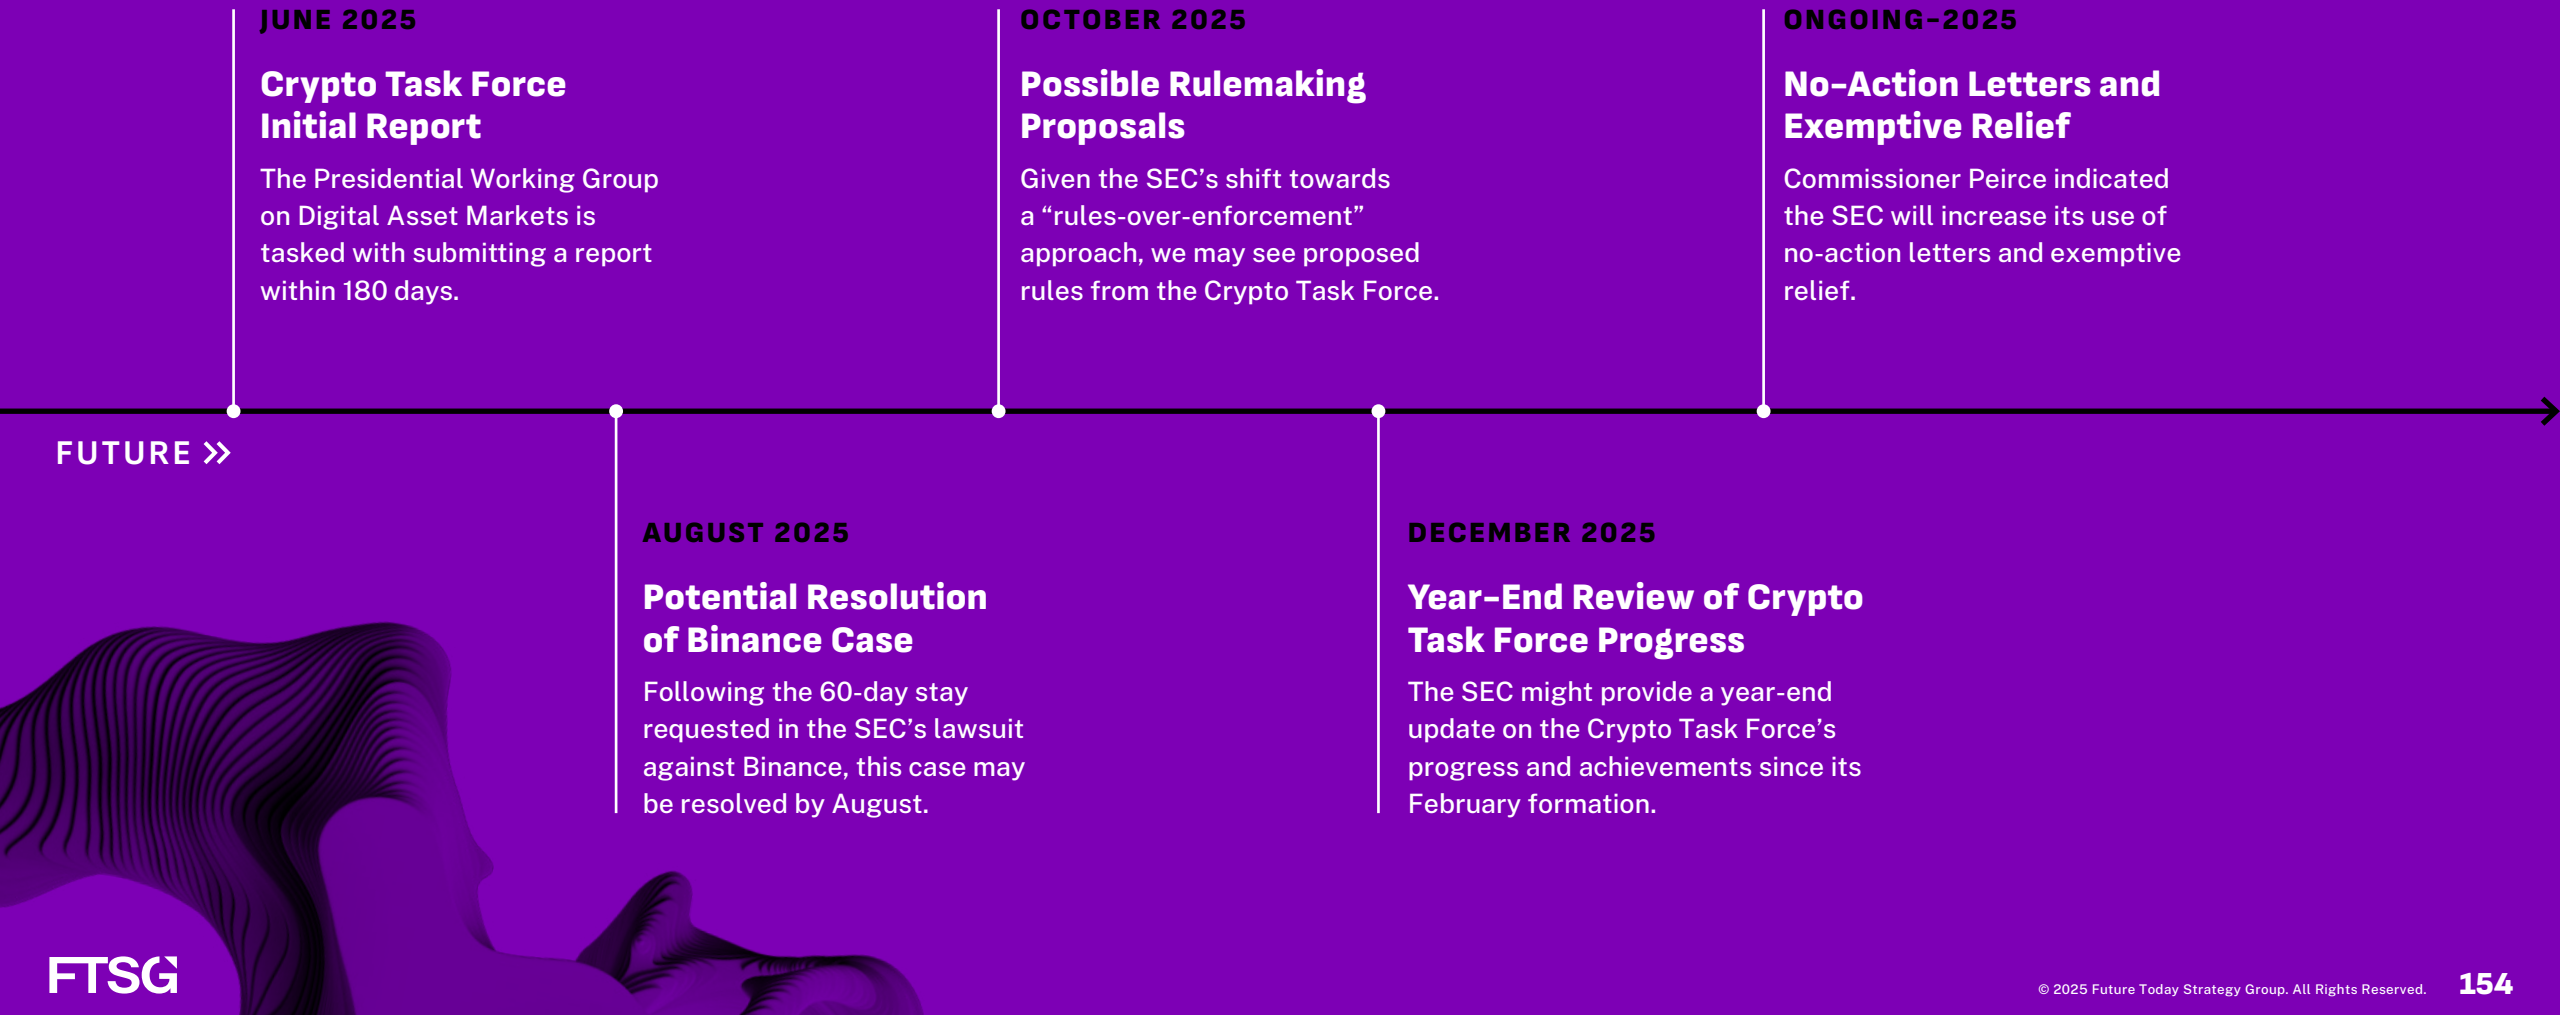 JUNE 2025
Crypto Task Force
Initial Report
The Presidential Working Group
on Digital Asset Markets is
tasked with submitting a report
within 180 days.
OCTOBER 2025
Possible Rulemaking
Proposals
Given the SEC’s shift towards
a “rules-over-enforcement”
approach, we may see proposed
rules from the Crypto Task Force.
ONGOING–2025
No-Action Letters and
Exemptive Relief
Commissioner Peirce indicated
the SEC will increase its use of
no-action letters and exemptive
relief.
FUTURE
AUGUST 2025
Potential Resolution
of Binance Case
Following the 60-day stay
requested in the SEC’s lawsuit
against Binance, this case may
be resolved by August.
DECEMBER 2025
Year-End Review of Crypto
Task Force Progress
The SEC might provide a year-end
update on the Crypto Task Force’s
progress and achievements since its
February formation.
FTSG
© 2025 Future Today Strategy Group. All Rights Reserved.
154